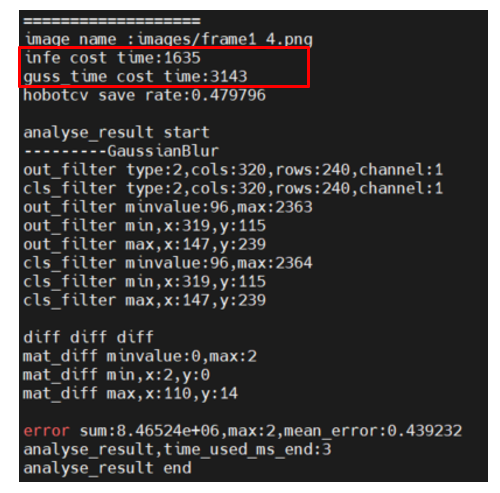 ===================
image name :images/frame1_4.png
infe cost time:1635
guss_time cost time:3143
hobotcv save rate:0.479796
analyse_result start
---------GaussianBlur
out_filter type:2,cols:320,rows:240,channel:1
cls_filter type:2,cols:320,rows:240,channel:1
out_filter minvalue:96,max:2363
out_filter min,x:319,y:115
out_filter max,x:147,y:239
cls_filter minvalue:96,max:2364
cls_filter min,x:319,y:115
cls_filter max,x:147,y:239
diff diff diff
mat_diff minvalue:0,max:2
mat_diff min,x:2,y:0
mat_diff max,x:110,y:14
error sum:8.46524e+06,max:2,mean_error:0.439232
analyse_result,time_used_ms_end:3
analyse_result end